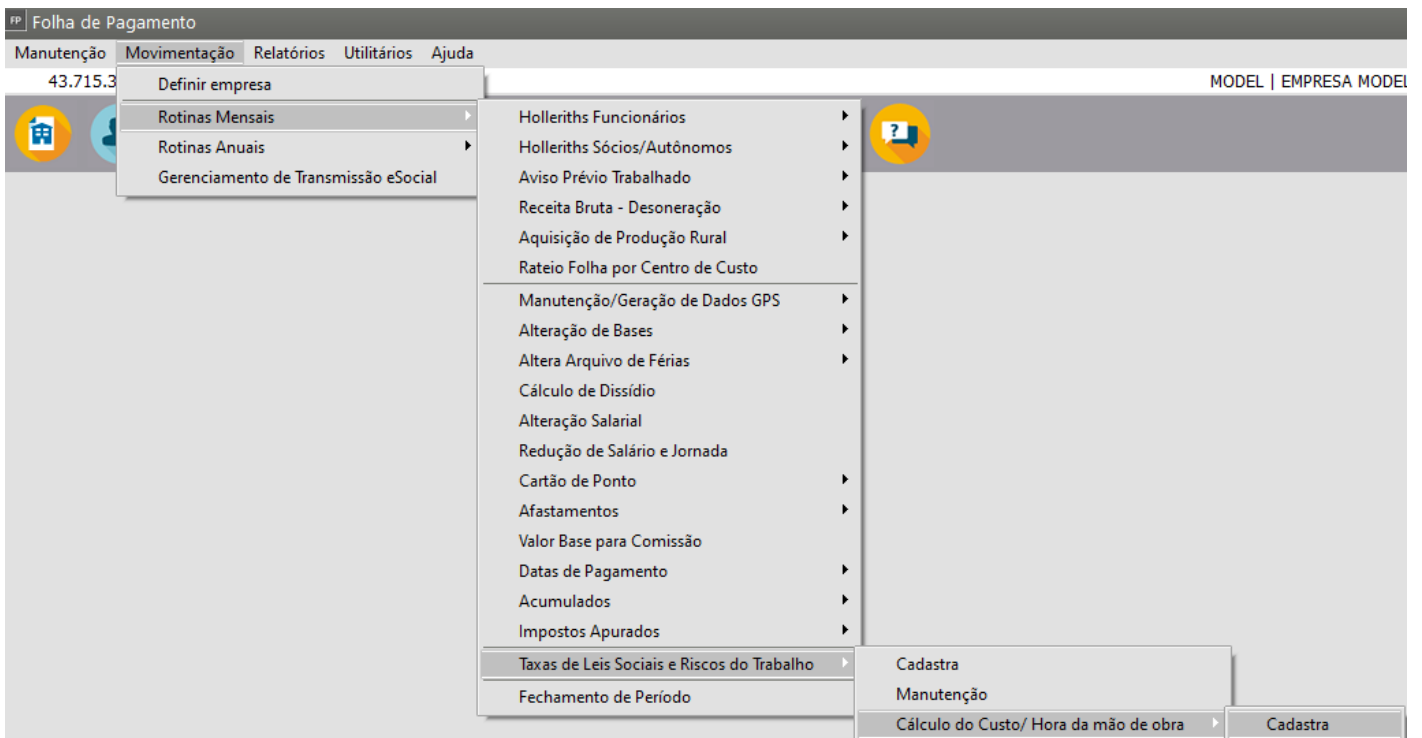 FP Folha de Pagamento
Manutenção Movimentação Relatórios Utilitários Ajuda
43.715.3 MODEL | EMPRESA MODEL
Definir empresa
Rotinas Mensais
Rotinas Anuais
Gerenciamento de Transmissão eSocial
Holleriths Funcionários
Holleriths Sócios/Autônomos
Aviso Prévio Trabalhado
Receita Bruta - Desoneração
Aquisição de Produção Rural
Rateio Folha por Centro de Custo
Manutenção/Geração de Dados GPS
Alteração de Bases
Altera Arquivo de Férias
Cálculo de Dissídio
Alteração Salarial
Redução de Salário e Jornada
Cartão de Ponto
Afastamentos
Valor Base para Comissão
Datas de Pagamento
Acumulados
Impostos Apurados
Taxas de Leis Sociais e Riscos do Trabalho
Fechamento de Período
Cadastra
Manutenção
Cálculo do Custo/ Hora da mão de obra
Cadastra
?